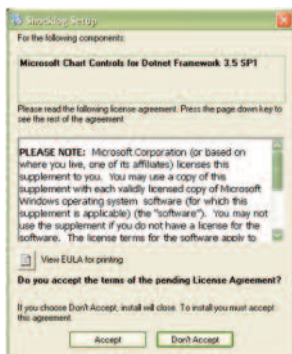 Shocklog Setup
For the following components:
Microsoft Chart Controls for Dotnet Framework 3.5 SP1
Please read the following license agreement. Press the page down key to
see the rest of the agreement
PLEASE NOTE: Microsoft Corporation (or based on
where you live, one of its affiliates) licenses this
supplement to you. You may use a copy of this
supplement with each validly licensed copy of Microsoft
Windows operating system software (for which this
supplement is applicable) (the "software"). You may not
use the supplement if you do not have a license for the
software. The license terms for the software apply to
View EULA for printing
Do you accept the terms of the pending License Agreement?
If you choose Don't Accept, install will close. To install you must accept
this agreement.
Accept
Don't Accept